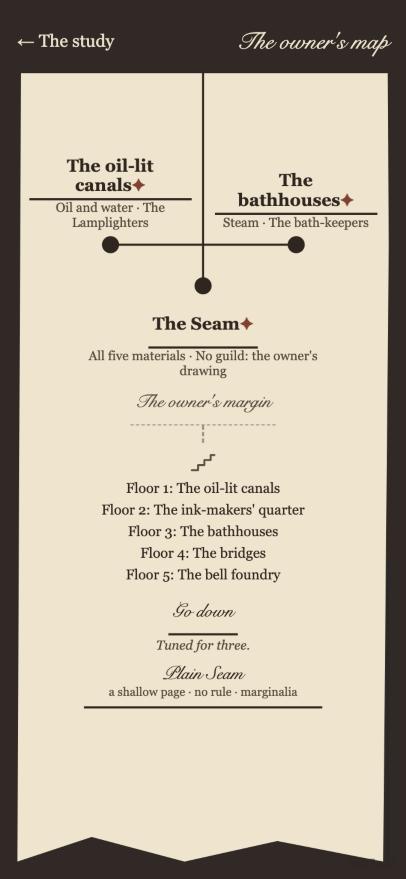 ← The study
The owner's map
The oil-lit
canals
Oil and water · The
Lamplighters
The
bathhouses
Steam · The bath-keepers
The Seam
All five materials · No guild: the owner's
drawing
The owner's margin
Floor 1: The oil-lit canals
Floor 2: The ink-makers' quarter
Floor 3: The bathhouses
Floor 4: The bridges
Floor 5: The bell foundry
Go down
Tuned for three.
Plain Seam
a shallow page · no rule · marginalia